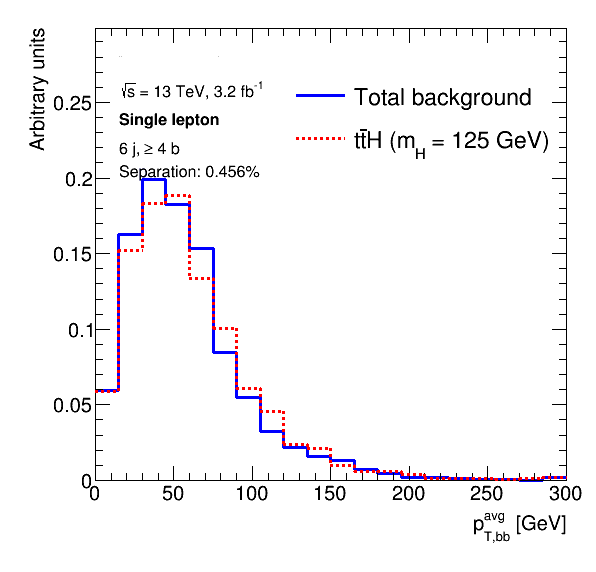 Arbitrary units
√s = 13 TeV, 3.2 fb⁻¹
Single lepton
6 j, ≥ 4 b
Separation: 0.456%
Total background
tt̄H (m_H = 125 GeV)
0.25
0.2
0.15
0.1
0.05
0
0 50 100 150 200 250 300
p_{T,bb}^{avg} [GeV]